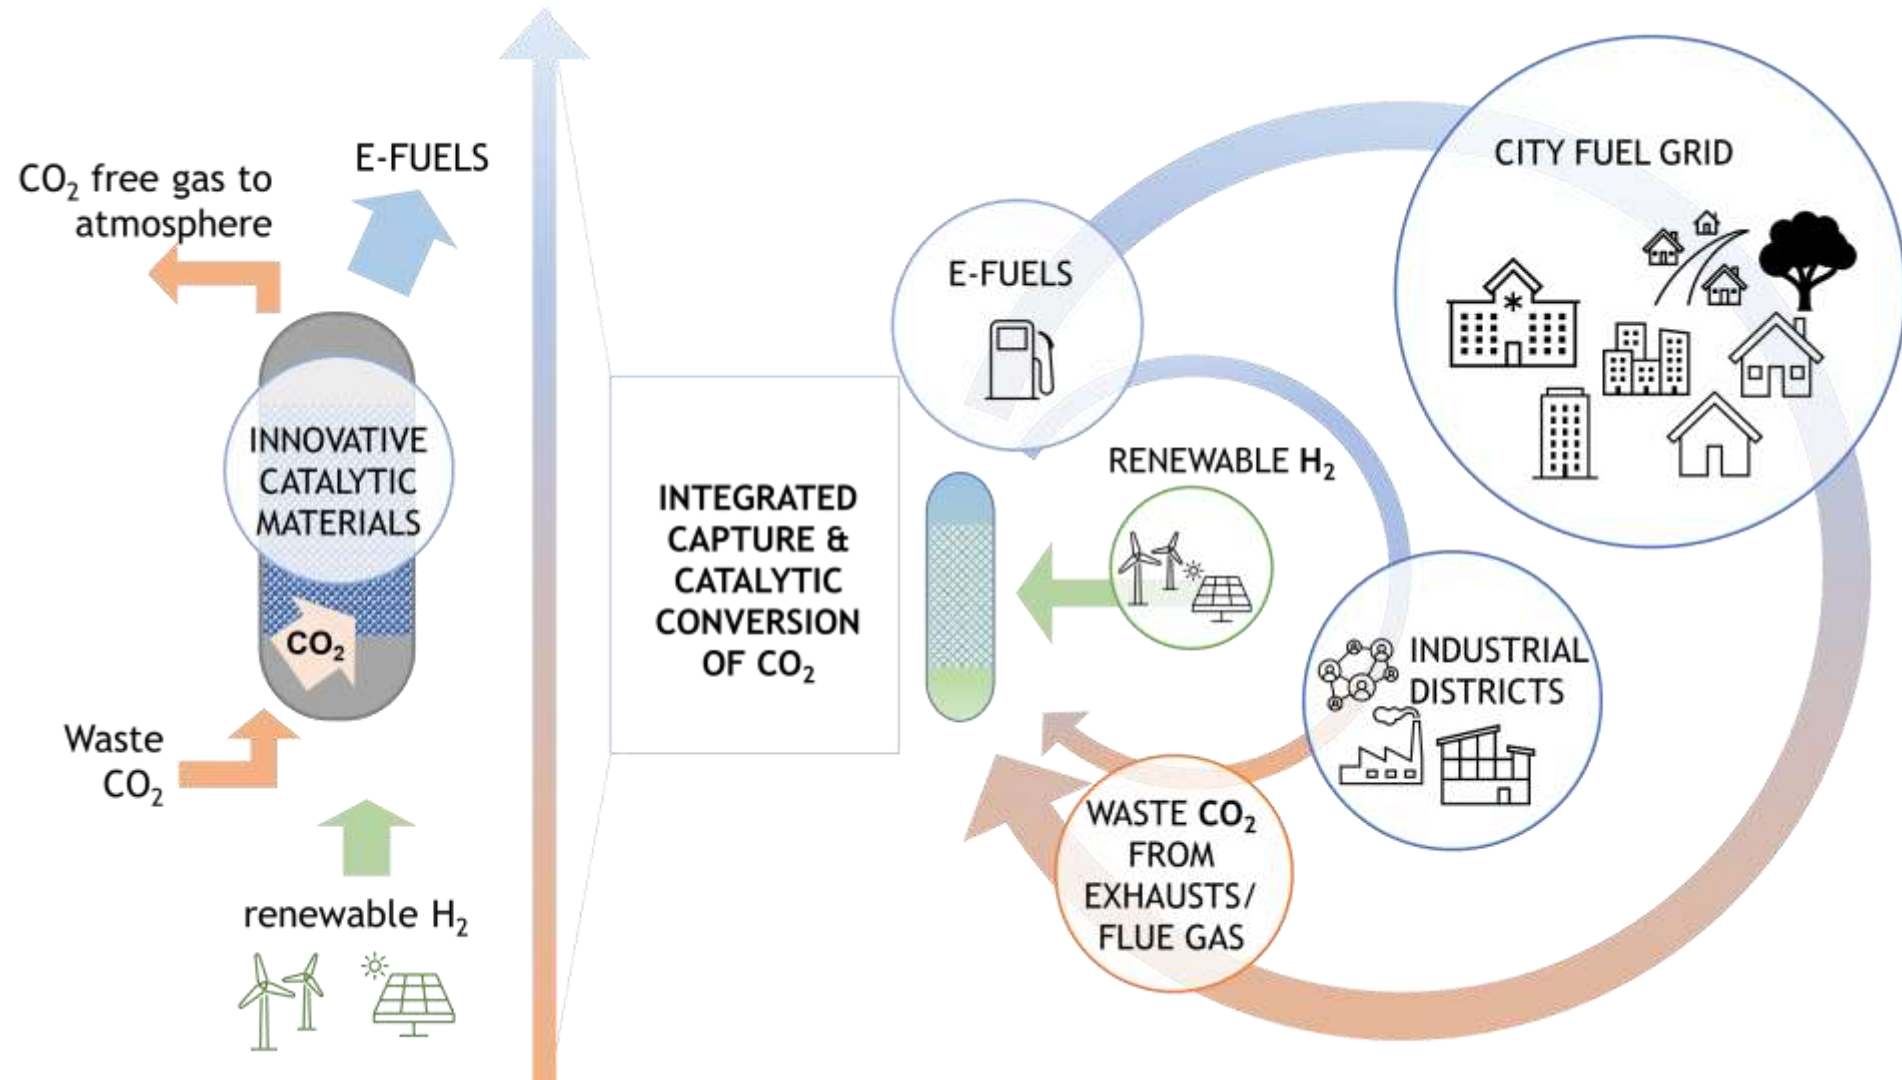 CO₂ free gas to
atmosphere
E-FUELS
INNOVATIVE
CATALYTIC
MATERIALS
CO₂
Waste
CO₂
renewable H₂
INTEGRATED
CAPTURE &
CATALYTIC
CONVERSION
OF CO₂
E-FUELS
RENEWABLE H₂
CITY FUEL GRID
INDUSTRIAL
DISTRICTS
WASTE CO₂
FROM
EXHAUSTS/
FLUE GAS